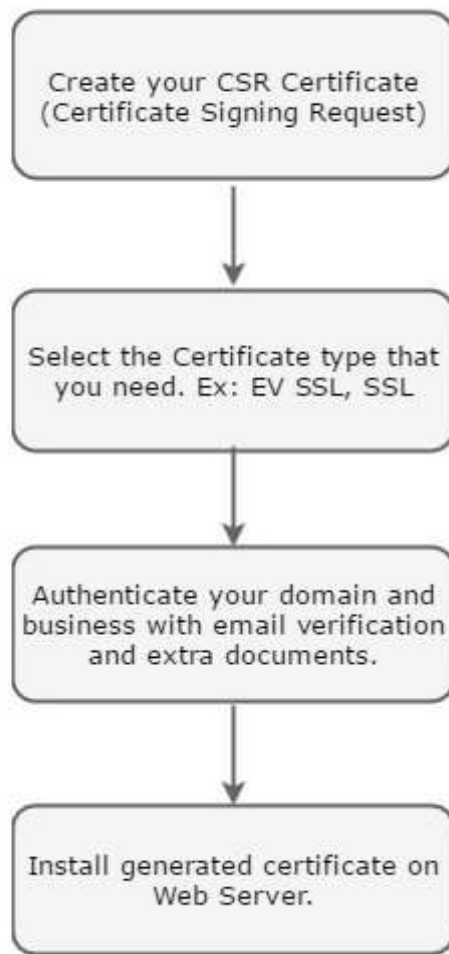 Create your CSR Certificate
(Certificate Signing Request)
Select the Certificate type that
you need. Ex: EV SSL, SSL
Authenticate your domain and
business with email verification
and extra documents.
Install generated certificate on
Web Server.